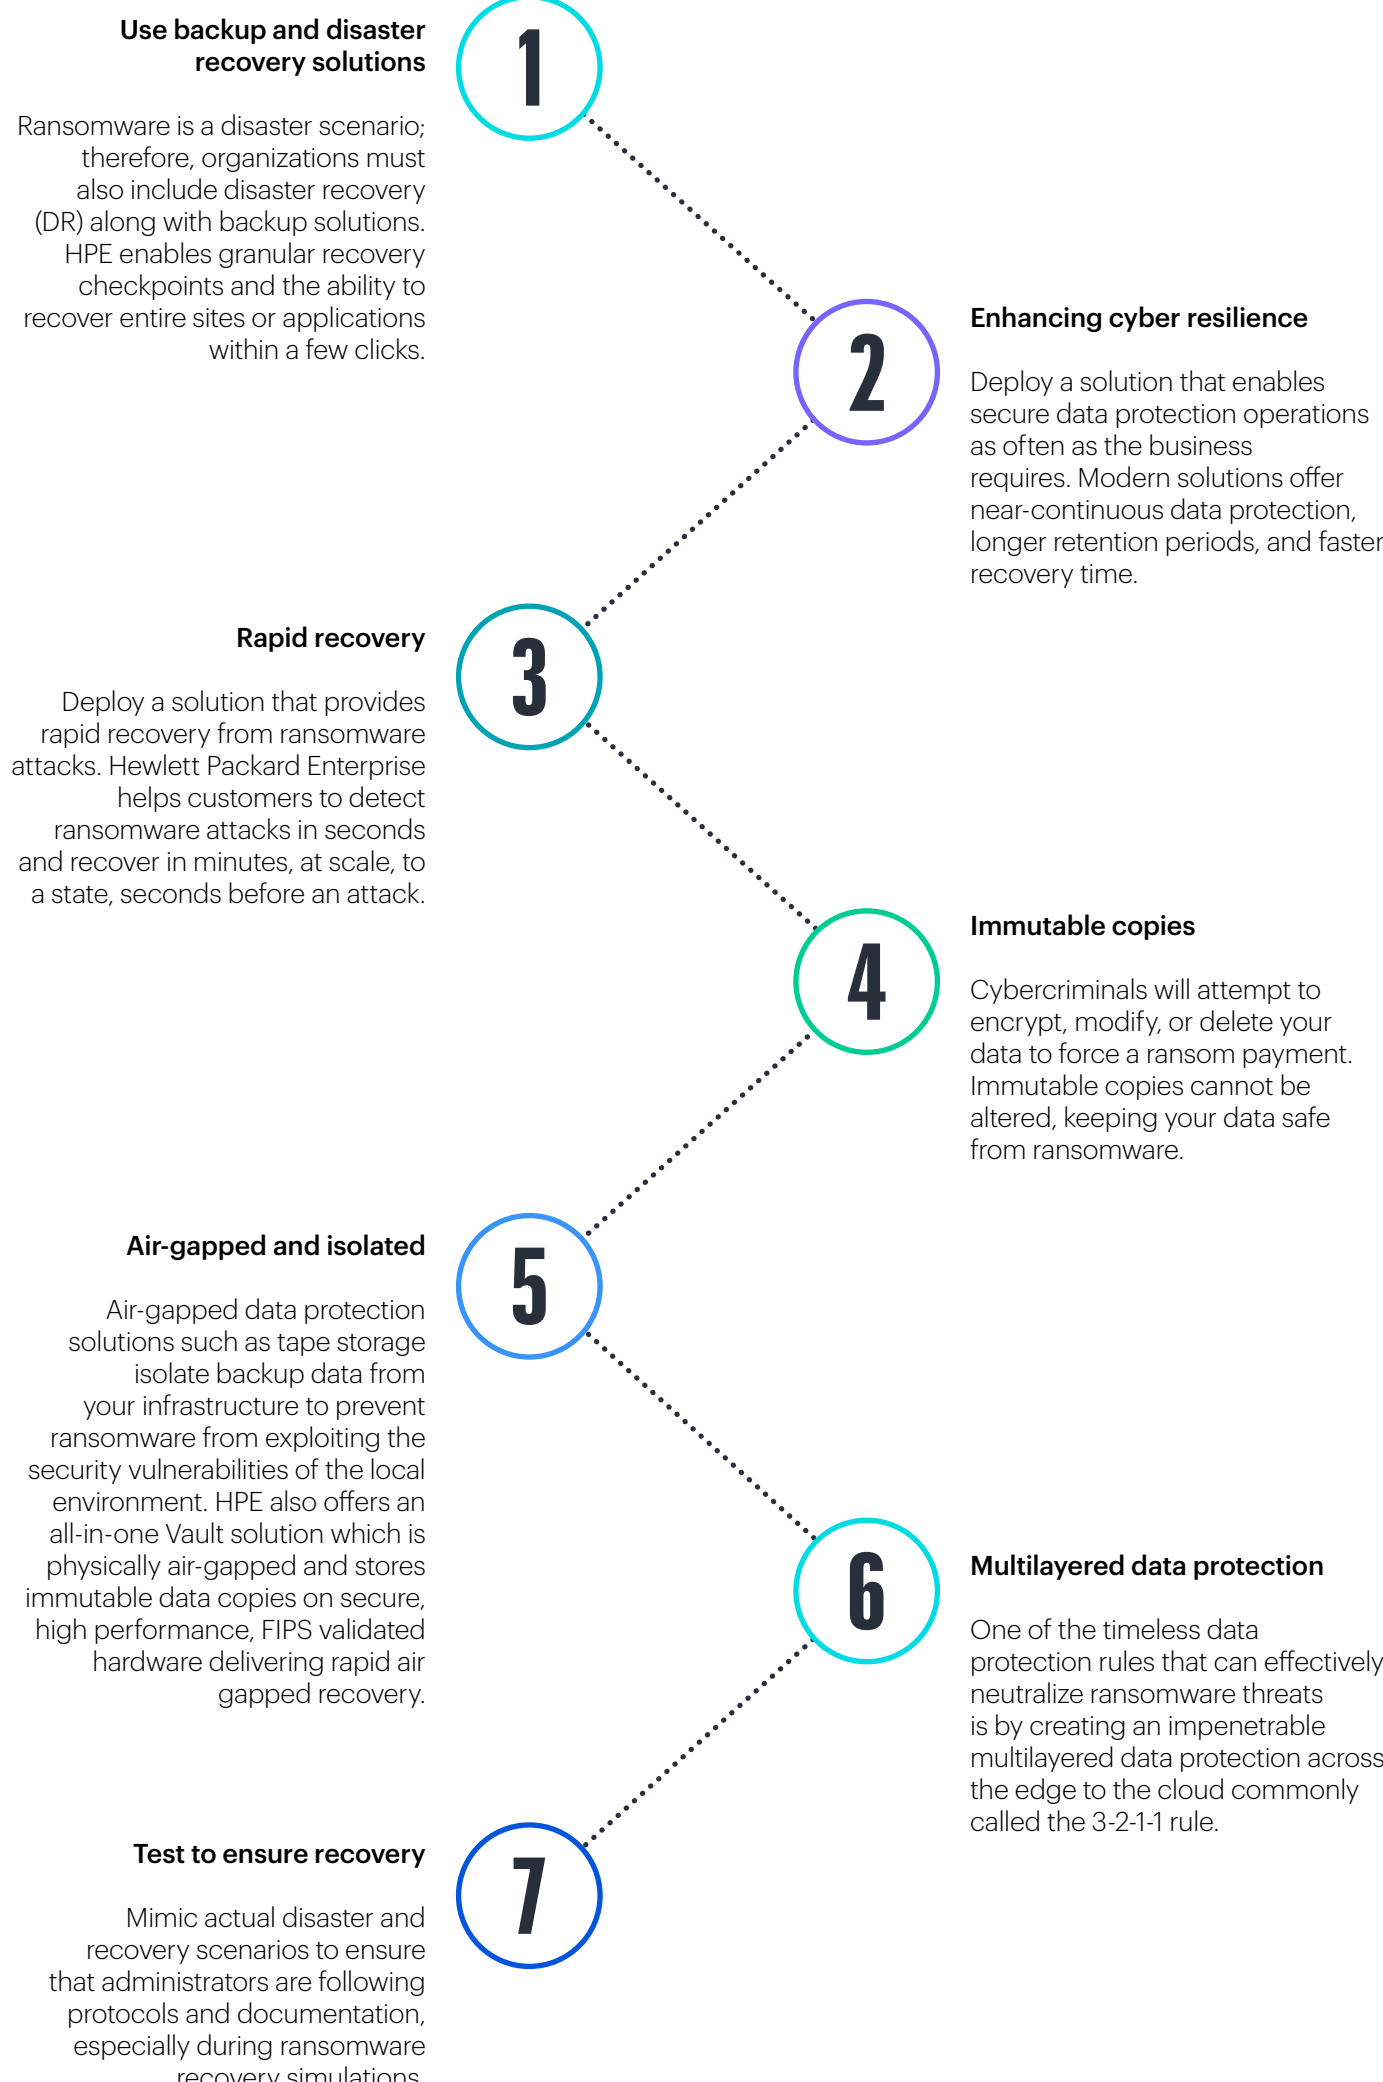 Use backup and disaster
recovery solutions
Ransomware is a disaster scenario;
therefore, organizations must
also include disaster recovery
(DR) along with backup solutions.
HPE enables granular recovery
checkpoints and the ability to
recover entire sites or applications
within a few clicks.
1
2
Enhancing cyber resilience
Deploy a solution that enables
secure data protection operations
as often as the business
requires. Modern solutions offer
near-continuous data protection,
longer retention periods, and faster
recovery time.
Rapid recovery
Deploy a solution that provides
rapid recovery from ransomware
attacks. Hewlett Packard Enterprise
helps customers to detect
ransomware attacks in seconds
and recover in minutes, at scale, to
a state, seconds before an attack.
3
4
Immutable copies
Cybercriminals will attempt to
encrypt, modify, or delete your
data to force a ransom payment.
Immutable copies cannot be
altered, keeping your data safe
from ransomware.
Air-gapped and isolated
Air-gapped data protection
solutions such as tape storage
isolate backup data from
your infrastructure to prevent
ransomware from exploiting the
security vulnerabilities of the local
environment. HPE also offers an
all-in-one Vault solution which is
physically air-gapped and stores
immutable data copies on secure,
high performance, FIPS validated
hardware delivering rapid air
gapped recovery.
5
6
Multilayered data protection
One of the timeless data
protection rules that can effectively
neutralize ransomware threats
is by creating an impenetrable
multilayered data protection across
the edge to the cloud commonly
called the 3-2-1-1 rule.
Test to ensure recovery
Mimic actual disaster and
recovery scenarios to ensure
that administrators are following
protocols and documentation,
especially during ransomware
recovery simulations.
7